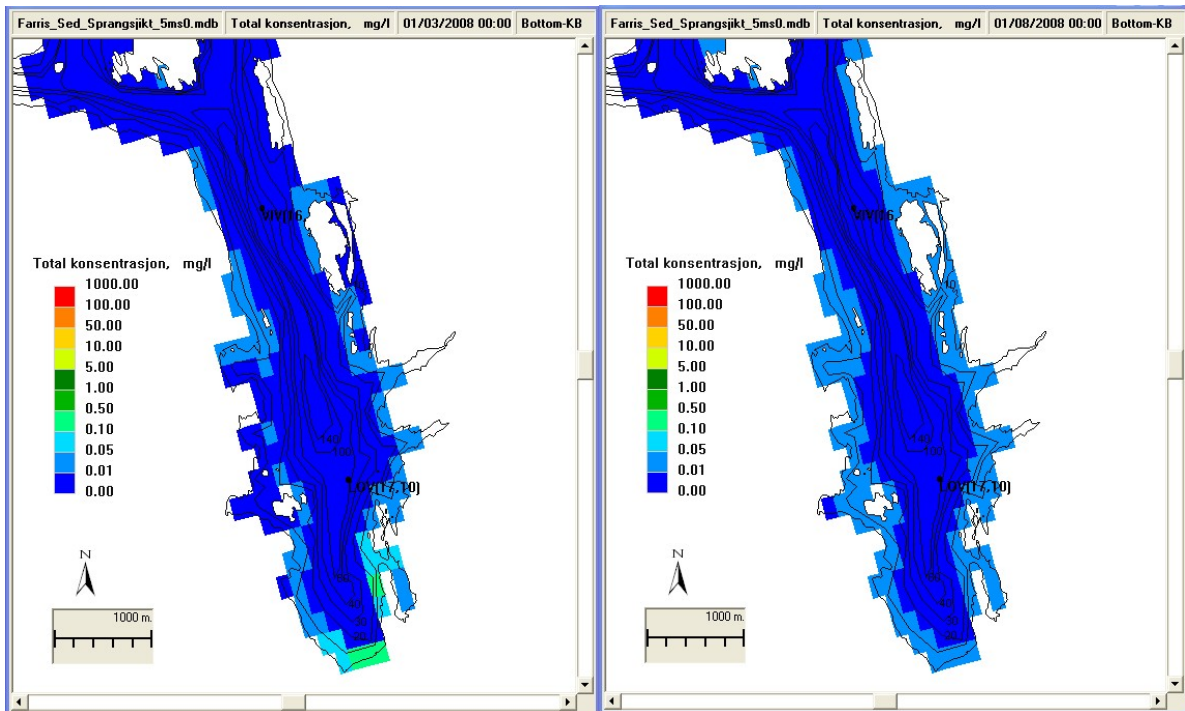 Farris_Sed_Sprangsjikt_5ms0.mdb Total konsentrasjon, mg/l 01/03/2008 00:00 Bottom-KB
VIV(16,
Total konsentrasjon, mg/l
1000.00
100.00
50.00
10.00
5.00
1.00
0.50
0.10
0.05
0.01
0.00
140
100
LOV(17,10)
N
1000 m.
40
30
20
Farris_Sed_Sprangsjikt_5ms0.mdb Total konsentrasjon, mg/l 01/08/2008 00:00 Bottom-KB
10
VIV(16,
Total konsentrasjon, mg/l
1000.00
100.00
50.00
10.00
5.00
1.00
0.50
0.10
0.05
0.01
0.00
140
100
LOV(17,10)
N
1000 m.
40
30
20